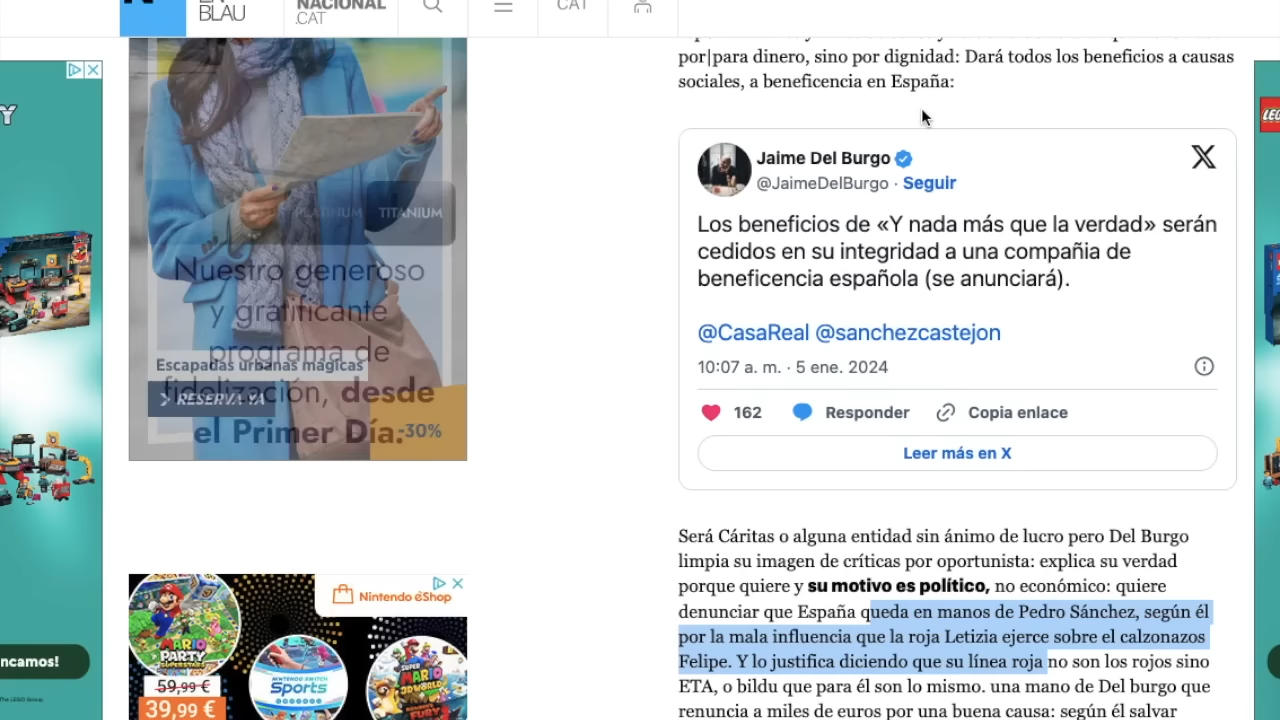 EN
BLAU
NACIONAL
.CAT
CAT
por|para dinero, sino por dignidad: Dará todos los beneficios a causas
sociales, a beneficencia en España:
Jaime Del Burgo
@JaimeDelBurgo · Seguir
Los beneficios de «Y nada más que la verdad» serán
cedidos en su integridad a una compañia de
beneficencia española (se anunciará).
@CasaReal @sanchezcastejon
10:07 a. m. · 5 ene. 2024
162 Responder Copia enlace
Leer más en X
Será Cáritas o alguna entidad sin ánimo de lucro pero Del Burgo
limpia su imagen de críticas por oportunista: explica su verdad
porque quiere y su motivo es político, no económico: quiere
denunciar que España queda en manos de Pedro Sánchez, según él
por la mala influencia que la roja Letizia ejerce sobre el calzonazos
Felipe. Y lo justifica diciendo que su línea roja no son los rojos sino
ETA, o bildu que para él son lo mismo. Una mano de Del Burgo que
renuncia a miles de euros por una buena causa: según él salvar
PLATINUM TITANIUM
Nuestro generoso
y gratificante
programa de
fidelización, desde
el Primer Día.
Escapadas urbanas mágicas
RESERVA YA
-30%
Nintendo eShop
MARIO
PARTY
SUPERSTARS
NINTENDO SWITCH
Sports
SUPER
MARIO
3D WORLD
BOWSER'S
FURY
59,99 €
39,99 €
Y
ncamos!
The LEGO Group.
LEG